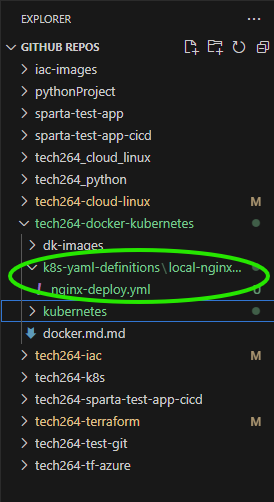 EXPLORER
GITHUB REPOS
iac-images
pythonProject
sparta-test-app
sparta-test-app-cicd
tech264_cloud_linux
tech264_python
tech264-cloud-linux M
tech264-docker-kubernetes
dk-images
k8s-yaml-definitions\local-nginx...
nginx-deploy.yml U
kubernetes
docker.md.md
tech264-iac M
tech264-k8s
tech264-sparta-test-app-cicd
tech264-terraform M
tech264-test-git
tech264-tf-azure